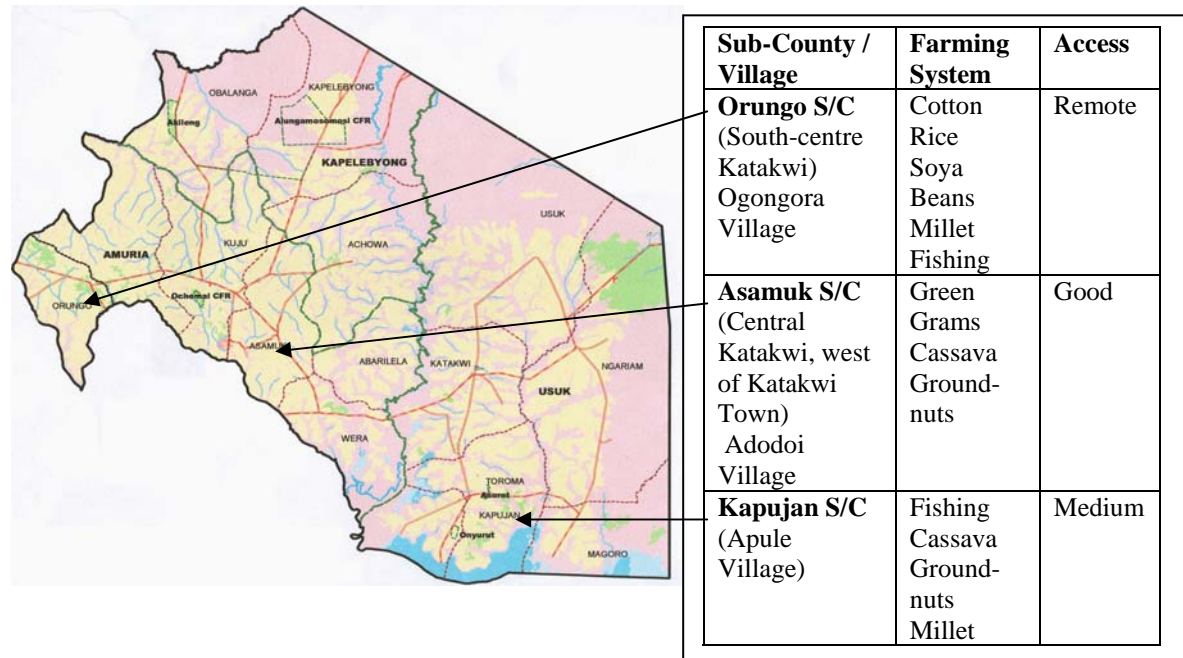 OBALANGA
KAPELEBYONG
Akileng
Alungamosomosi CFR
KAPELEBYONG
USUK
AMURIA
KUJU
ACHOWA
ORUNGO
Ochomai CFR
ASAMUK
ABARILELA
KATAKWI
NGARIAM
USUK
WERA
TOROMA
KAPUJAN
Onyurut
MAGORO
Sub-County / Village
Farming System
Access
Orungo S/C
(South-centre
Katakwi)
Ogongora
Village
Cotton
Rice
Soya
Beans
Millet
Fishing
Remote
Asamuk S/C
(Central
Katakwi, west
of Katakwi
Town)
Adodoi
Village
Green
Grams
Cassava
Ground-
nuts
Good
Kapujan S/C
(Apule
Village)
Fishing
Cassava
Ground-
nuts
Millet
Medium